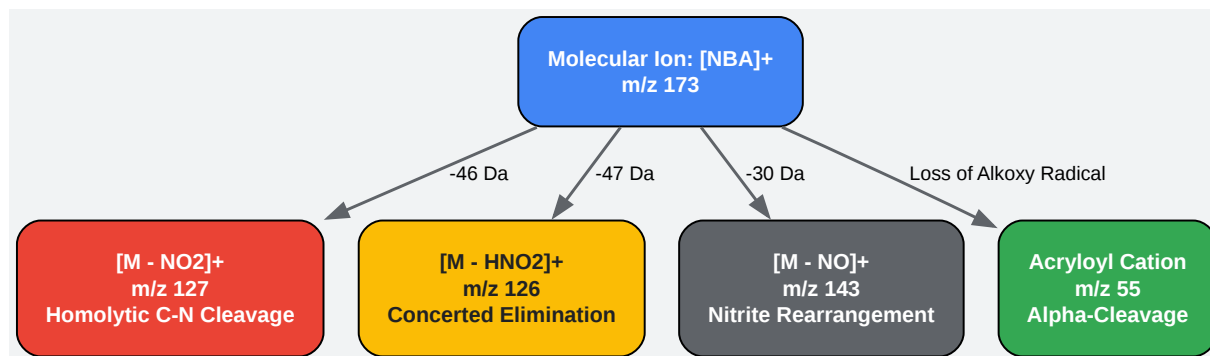 Molecular Ion: [NBA]+
m/z 173
-46 Da
-47 Da
-30 Da
Loss of Alkoxy Radical
[M - NO2]+
m/z 127
Homolytic C-N Cleavage
[M - HNO2]+
m/z 126
Concerted Elimination
[M - NO]+
m/z 143
Nitrite Rearrangement
Acryloyl Cation
m/z 55
Alpha-Cleavage